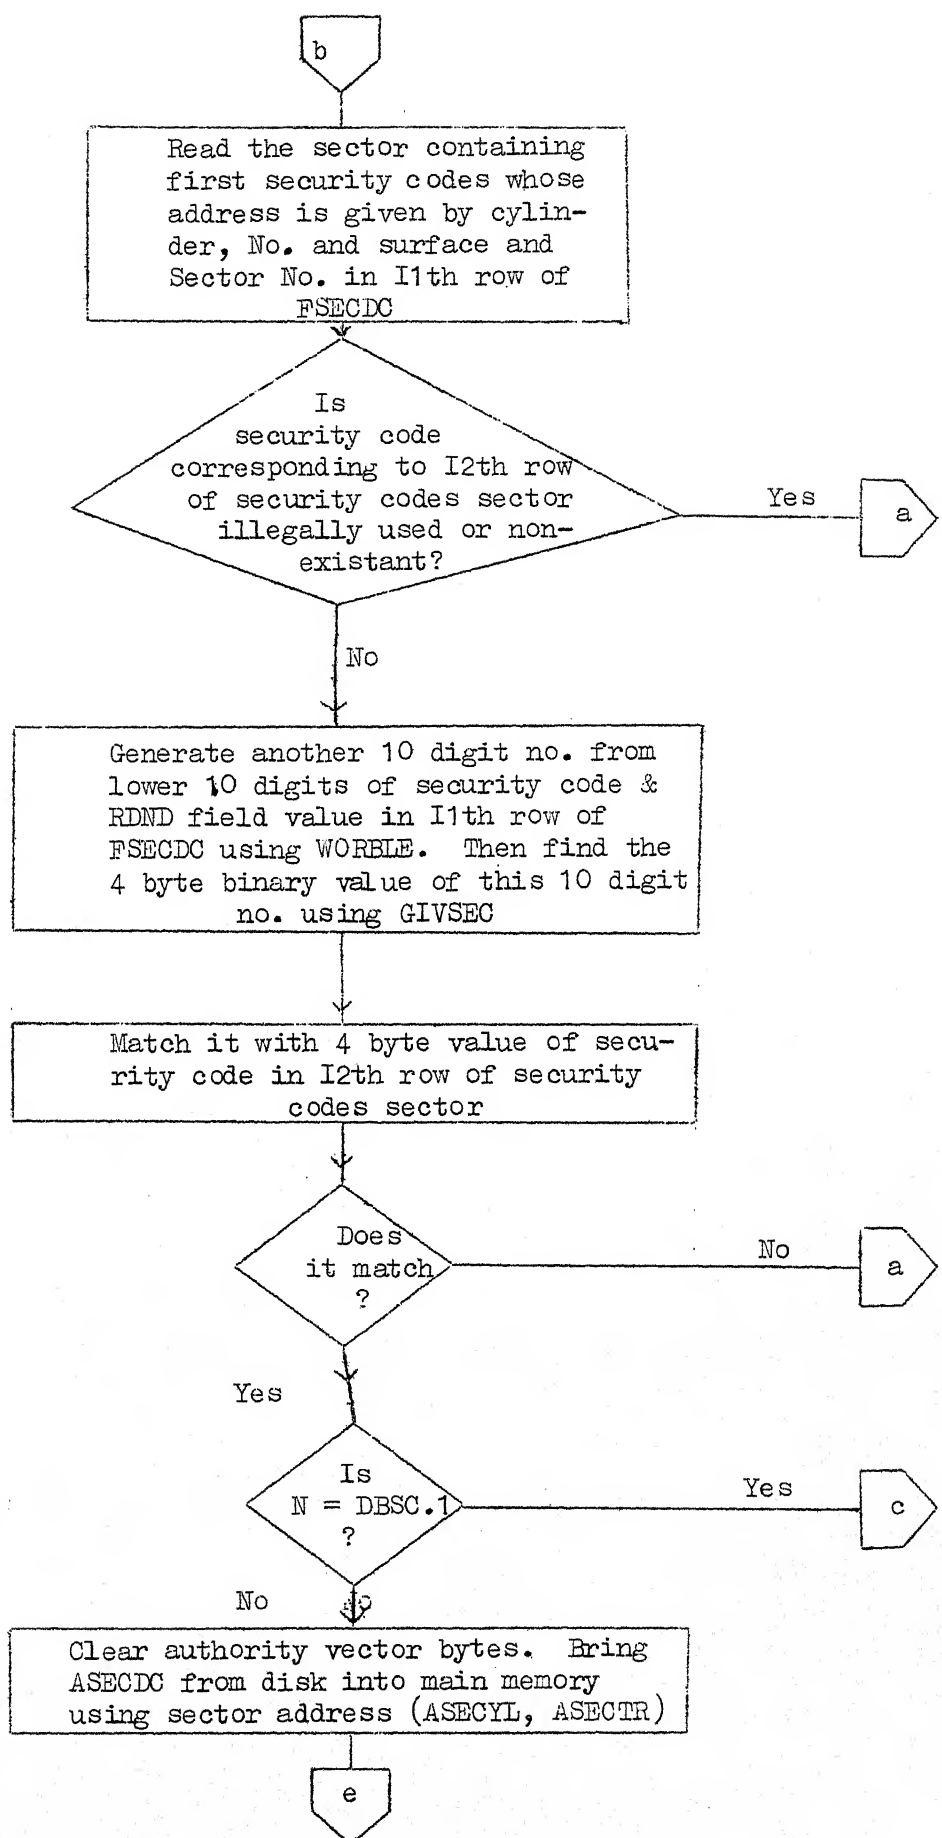 b
Read the sector containing
first security codes whose
address is given by cylin-
der, No. and surface and
Sector No. in I1th row of
FSECDC
Is
security code
corresponding to I2th row
of security codes sector
illegally used or non-
existant?
Yes
a
No
Generate another 10 digit no. from
lower 10 digits of security code &
RDND field value in I1th row of
FSECDC using WORBLE. Then find the
4 byte binary value of this 10 digit
no. using GIVSEC
Match it with 4 byte value of secu-
rity code in I2th row of security
codes sector
Does
it match
?
No
a
Yes
Is
N = DBSC.1
?
Yes
c
No
Clear authority vector bytes. Bring
ASECDC from disk into main memory
using sector address (ASECYL, ASECTR)
e